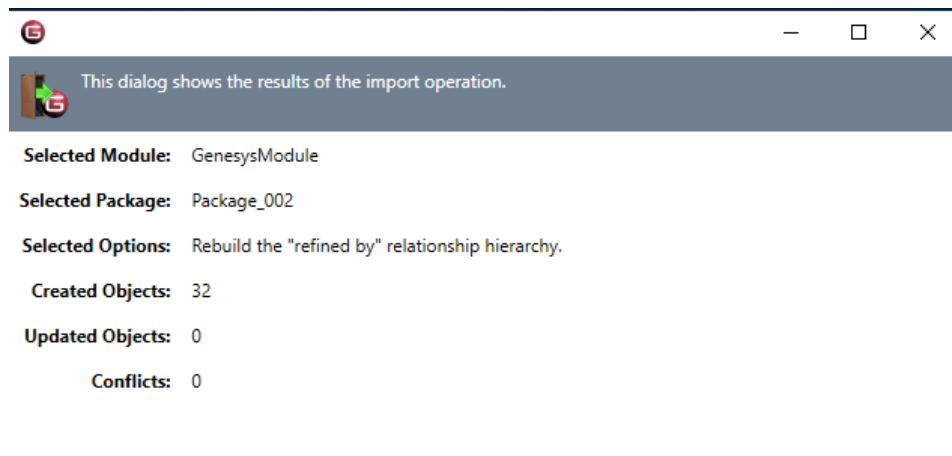 This dialog shows the results of the import operation.
Selected Module: GenesysModule
Selected Package: Package_002
Selected Options: Rebuild the "refined by" relationship hierarchy.
Created Objects: 32
Updated Objects: 0
Conflicts: 0